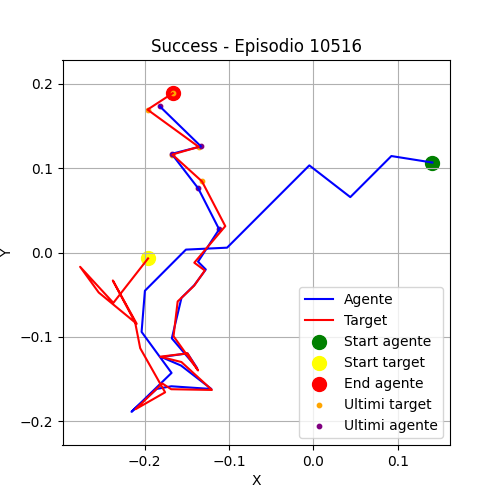 Success - Episodio 10516
Y
0.2
0.1
0.0
−0.1
−0.2
−0.2
−0.1
0.0
0.1
X
Agente
Target
Start agente
Start target
End agente
Ultimi target
Ultimi agente